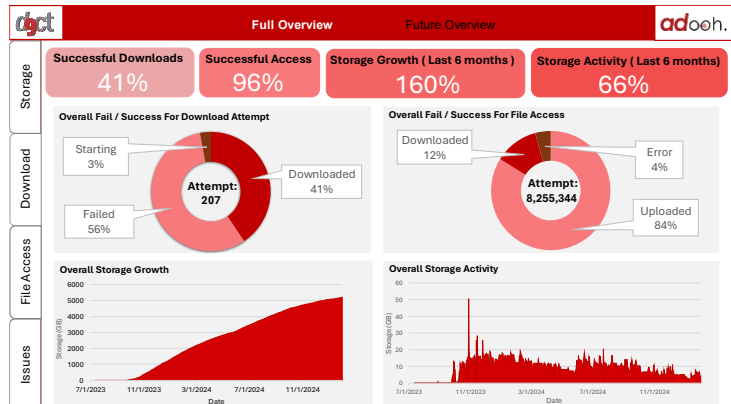 dgct
Full Overview
Future Overview
adooh.
Storage
Download
File Access
Issues
Successful Downloads
41%
Successful Access
96%
Storage Growth ( Last 6 months )
160%
Storage Activity ( Last 6 months)
66%
Overall Fail / Success For Download Attempt
Starting
3%
Downloaded
41%
Failed
56%
Attempt:
207
Overall Fail / Success For File Access
Downloaded
12%
Error
4%
Uploaded
84%
Attempt:
8,255,344
Overall Storage Growth
Storage (GB)
6000
5000
4000
3000
2000
1000
0
7/1/2023 11/1/2023 3/1/2024 7/1/2024 11/1/2024
Date
Overall Storage Activity
Storage (GB)
60
50
40
30
20
10
0
7/1/2023 11/1/2023 3/1/2024 7/1/2024 11/1/2024
Date